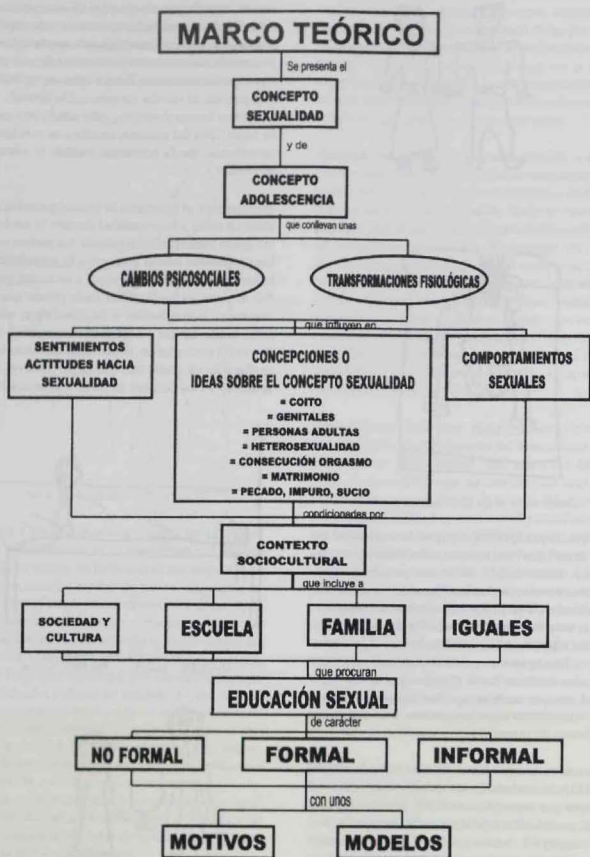 MARCO TEÓRICO
Se presenta el
CONCEPTO
SEXUALIDAD
y de
CONCEPTO
ADOLESCENCIA
que conllevan unas
CAMBIOS PSICOSOCIALES
TRANSFORMACIONES FISIOLÓGICAS
que influyen en
SENTIMIENTOS
ACTITUDES HACIA
SEXUALIDAD
CONCEPCIONES O
IDEAS SOBRE EL CONCEPTO SEXUALIDAD
= COITO
= GENITALES
= PERSONAS ADULTAS
= HETEROSEXUALIDAD
= CONSECUCIÓN ORGASMO
= MATRIMONIO
= PECADO, IMPURO, SUCIO
COMPORTAMIENTOS
SEXUALES
condicionadas por
CONTEXTO
SOCIOCULTURAL
que incluye a
SOCIEDAD Y
CULTURA
ESCUELA
FAMILIA
IGUALES
que procuran
EDUCACIÓN SEXUAL
de carácter
NO FORMAL
FORMAL
INFORMAL
con unos
MOTIVOS
MODELOS